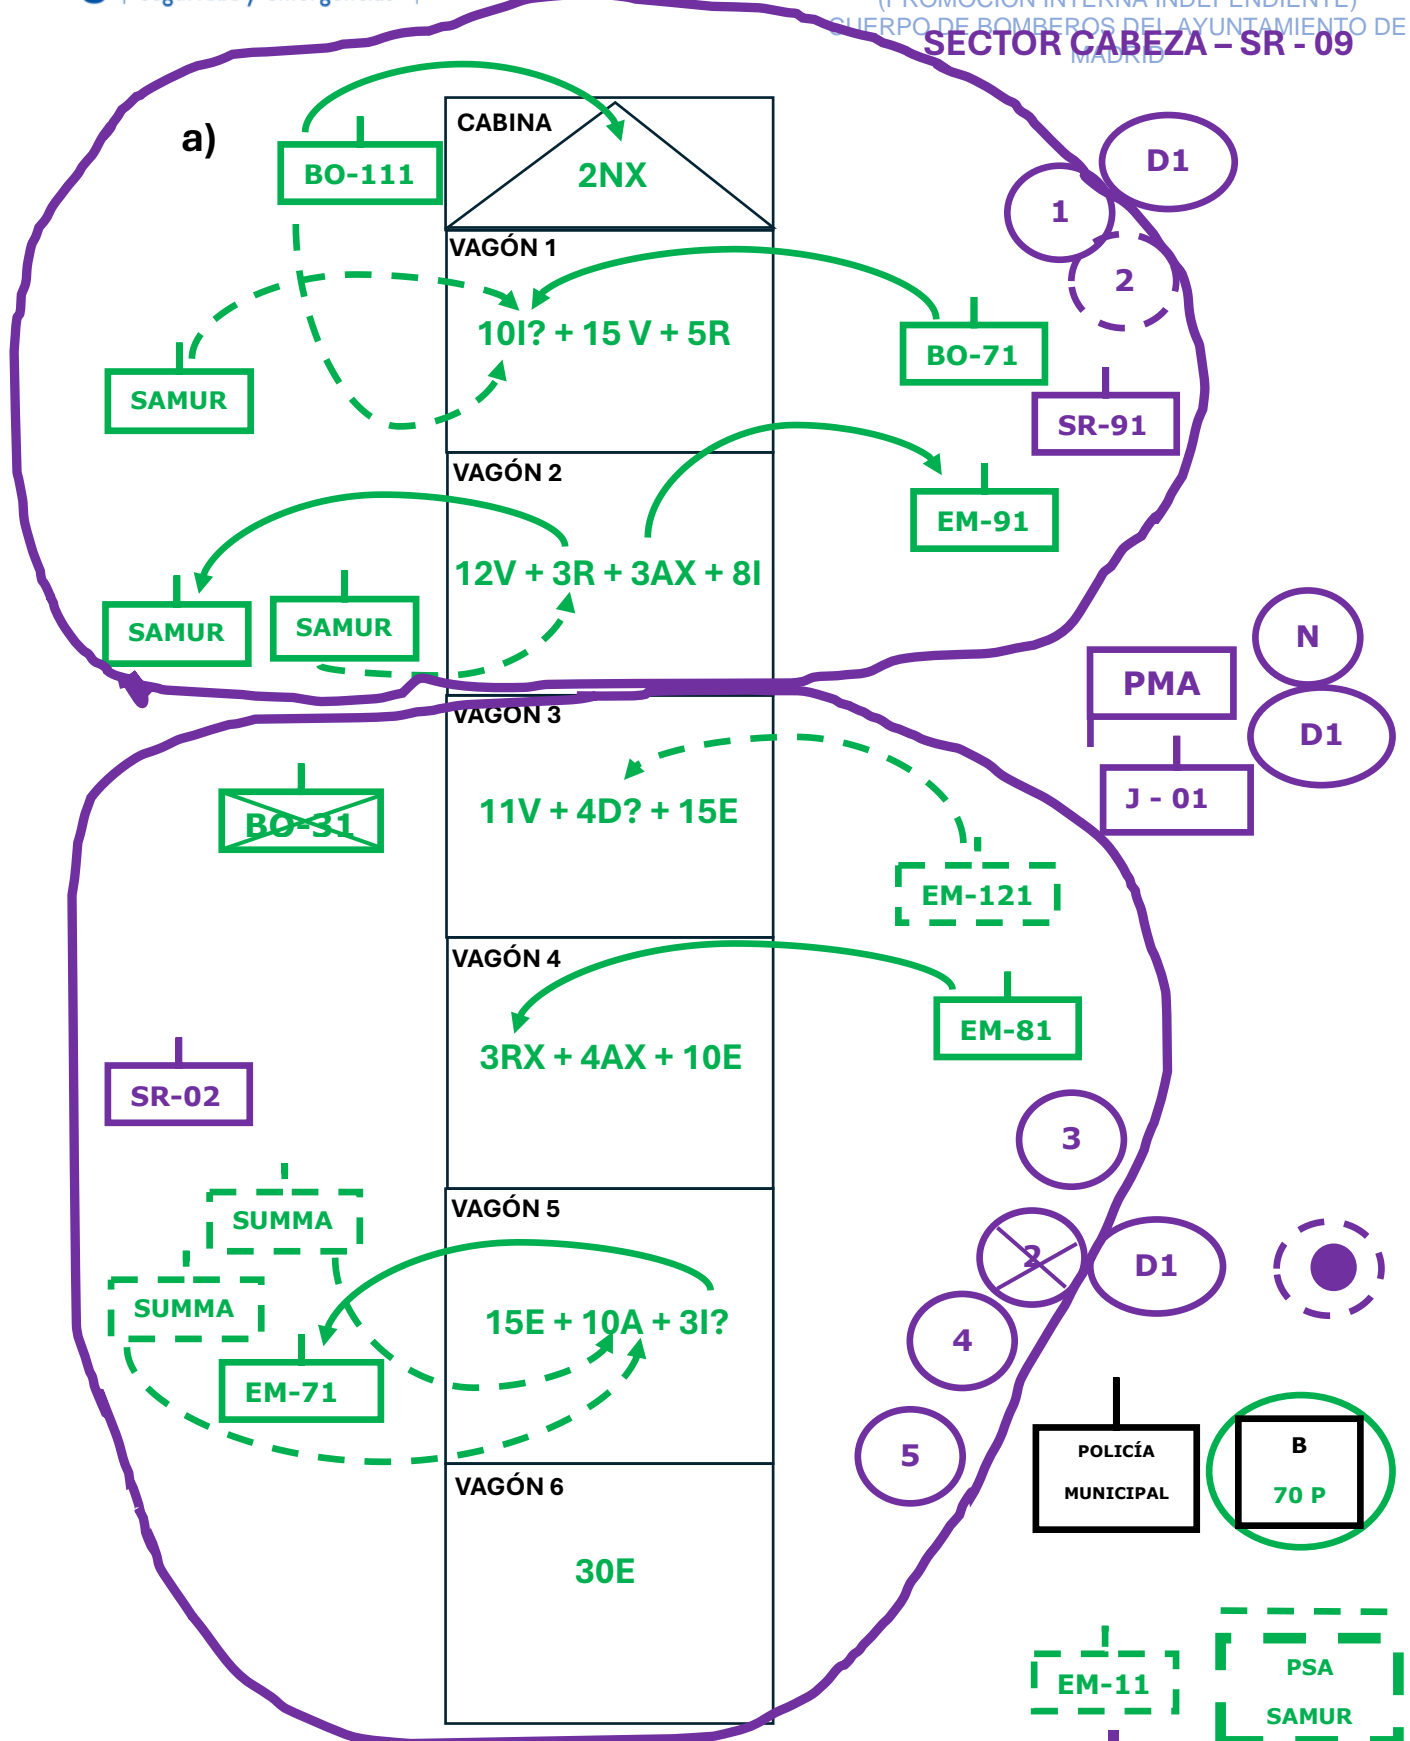 (PROMOCIÓN INTERNA INDEPENDIENTE)
CUERPO DE BOMBEROS DEL AYUNTAMIENTO DE
MADRID
SECTOR CABEZA – SR - 09
a)
CABINA
BO-111
2NX
D1
1
2
VAGÓN 1
10I? + 15 V + 5R
BO-71
SAMUR
SR-91
VAGÓN 2
EM-91
12V + 3R + 3AX + 8I
SAMUR
SAMUR
N
PMA
D1
J - 01
VAGÓN 3
11V + 4D? + 15E
BO-31
EM-121
VAGÓN 4
3RX + 4AX + 10E
EM-81
SR-02
3
VAGÓN 5
SUMMA
2
D1
SUMMA
15E + 10A + 3I?
4
EM-71
5
POLICÍA
MUNICIPAL
B
70 P
VAGÓN 6
30E
EM-11
PSA
SAMUR